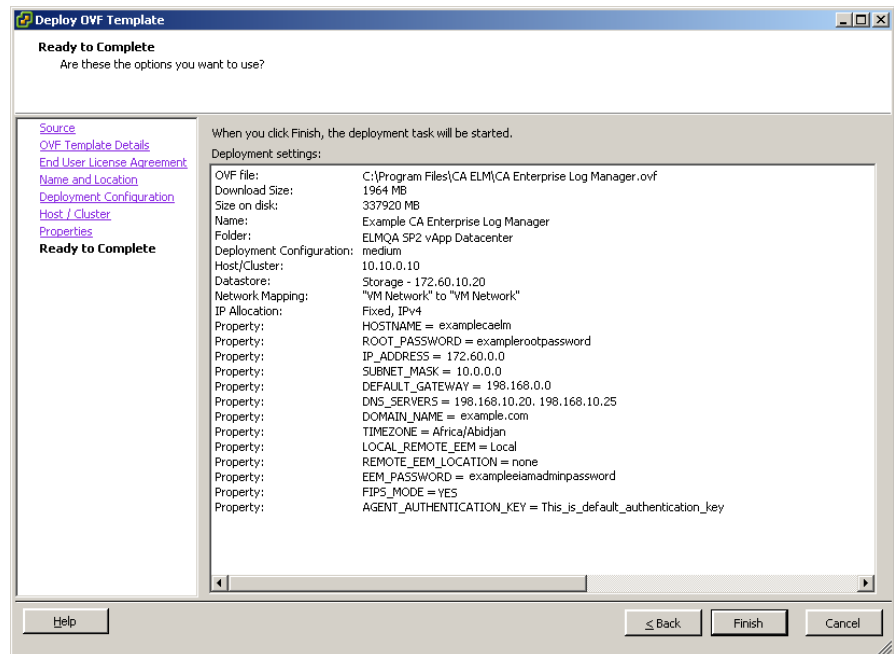 Deploy OVF Template
Ready to Complete
Are these the options you want to use?
Source
OVF Template Details
End User License Agreement
Name and Location
Deployment Configuration
Host / Cluster
Properties
Ready to Complete
When you click Finish, the deployment task will be started.
Deployment settings:
OVF file: C:\Program Files\CA ELM\CA Enterprise Log Manager.ovf
Download Size: 1964 MB
Size on disk: 337920 MB
Name: Example CA Enterprise Log Manager
Folder: ELMQA SP2 vApp Datacenter
Deployment Configuration: medium
Host/Cluster: 10.10.0.10
Datastore: Storage - 172.60.10.20
Network Mapping: "VM Network" to "VM Network"
IP Allocation: Fixed, IPv4
Property: HOSTNAME = examplecaelm
Property: ROOT_PASSWORD = examplerootpassword
Property: IP_ADDRESS = 172.60.0.0
Property: SUBNET_MASK = 10.0.0.0
Property: DEFAULT_GATEWAY = 198.168.0.0
Property: DNS_SERVERS = 198.168.10.20. 198.168.10.25
Property: DOMAIN_NAME = example.com
Property: TIMEZONE = Africa/Abidjan
Property: LOCAL_REMOTE_EEM = Local
Property: REMOTE_EEM_LOCATION = none
Property: EEM_PASSWORD = exampleeiamadminpassword
Property: FIPS_MODE = YES
Property: AGENT_AUTHENTICATION_KEY = This_is_default_authentication_key
Help
≤ Back
Finish
Cancel